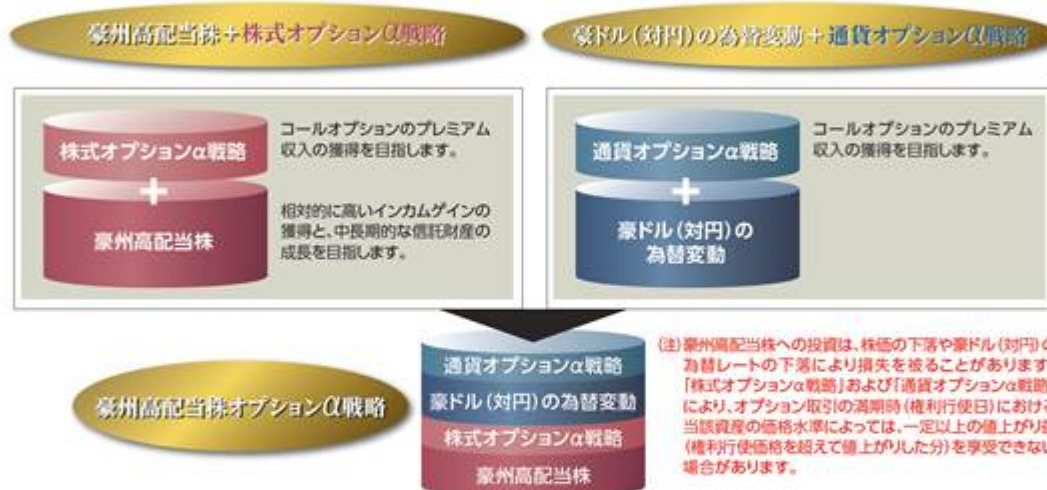 豪州高配当株+株式オプションα戦略
豪ドル(対円)の為替変動+通貨オプションα戦略
株式オプションα戦略
+
豪州高配当株
コールオプションのプレミアム
収入の獲得を目指します。
相対的に高いインカムゲインの
獲得と、中長期的な信託財産の
成長を目指します。
通貨オプションα戦略
+
豪ドル(対円)の
為替変動
コールオプションのプレミアム
収入の獲得を目指します。
豪州高配当株オプションα戦略
通貨オプションα戦略
豪ドル(対円)の為替変動
株式オプションα戦略
豪州高配当株
(注)豪州高配当株への投資は、株価の下落や豪ドル(対円)の
為替レートの下落により損失を被ることがあります
「株式オプションα戦略」および「通貨オプションα戦略
により、オプション取引の満期時(権利行使日)における
当該資産の価格水準によっては、一定以上の値上がり
(権利行使価格を超えて値上がりした分)を享受できない
場合があります。